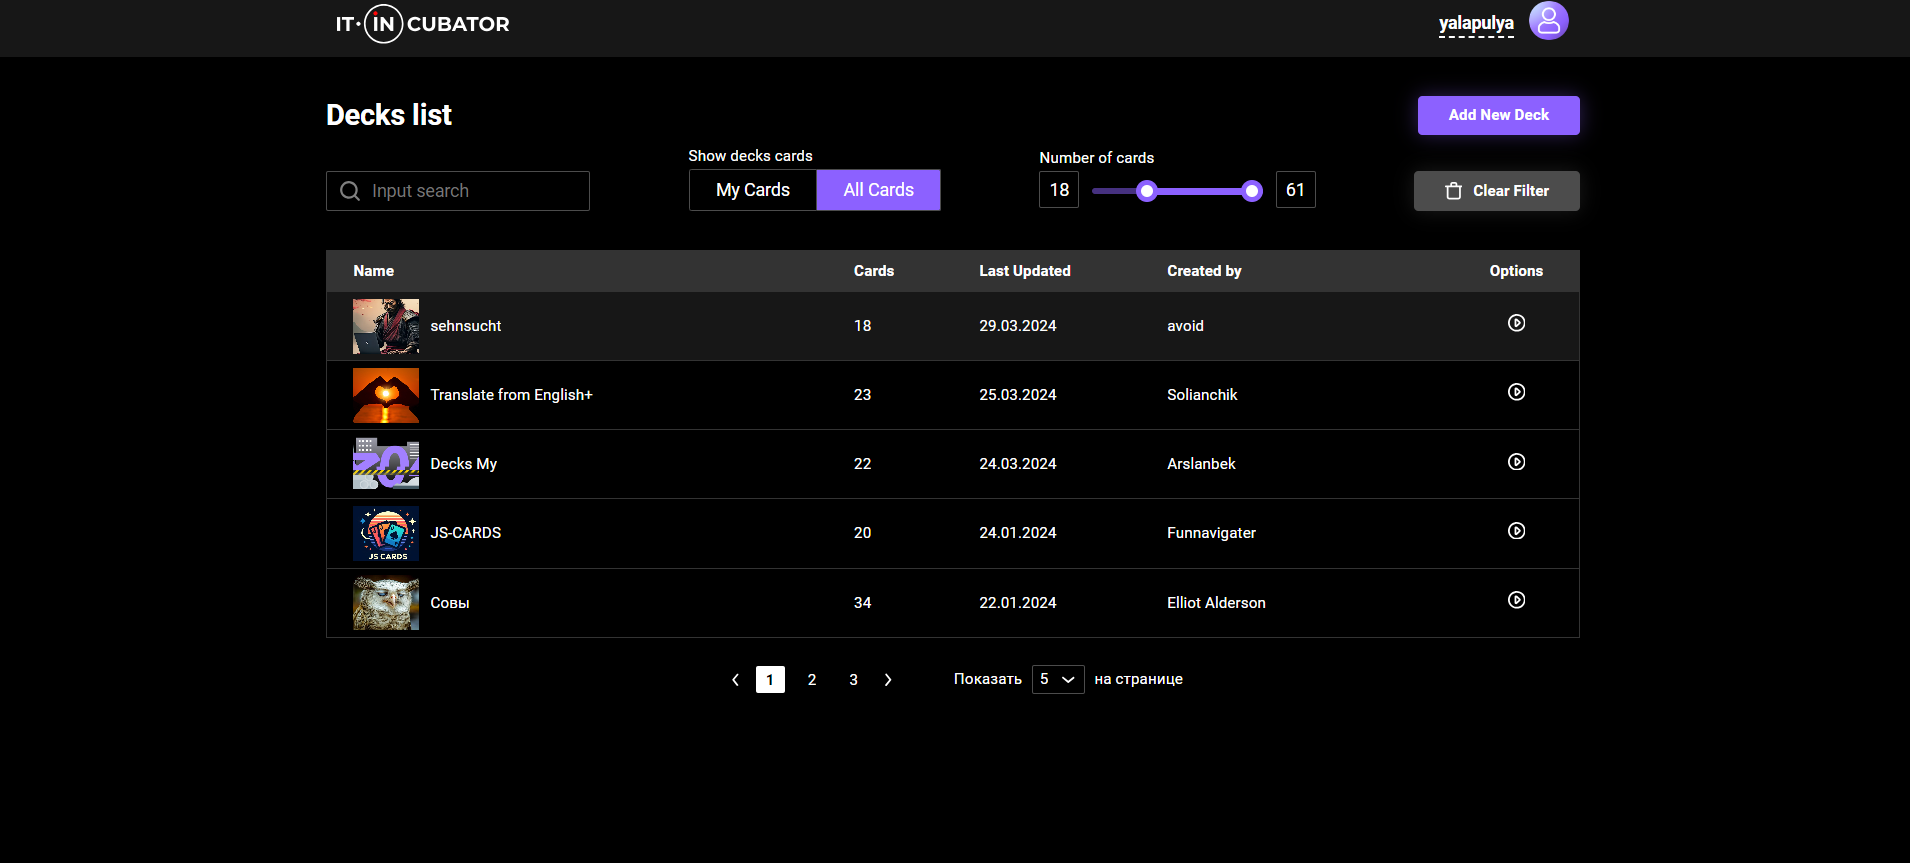 IT·INCUBATOR
yalapulya
Decks list
Add New Deck
Show decks cards
Number of cards
Input search
My Cards
All Cards
18
61
Clear Filter
Name Cards Last Updated Created by Options
sehnsucht 18 29.03.2024 avoid
Translate from English+ 23 25.03.2024 Solianchik
Decks My 22 24.03.2024 Arslanbek
JS CARDS
JS-CARDS 20 24.01.2024 Funnavigater
Совы 34 22.01.2024 Elliot Alderson
1 2 3 Показать 5 на странице